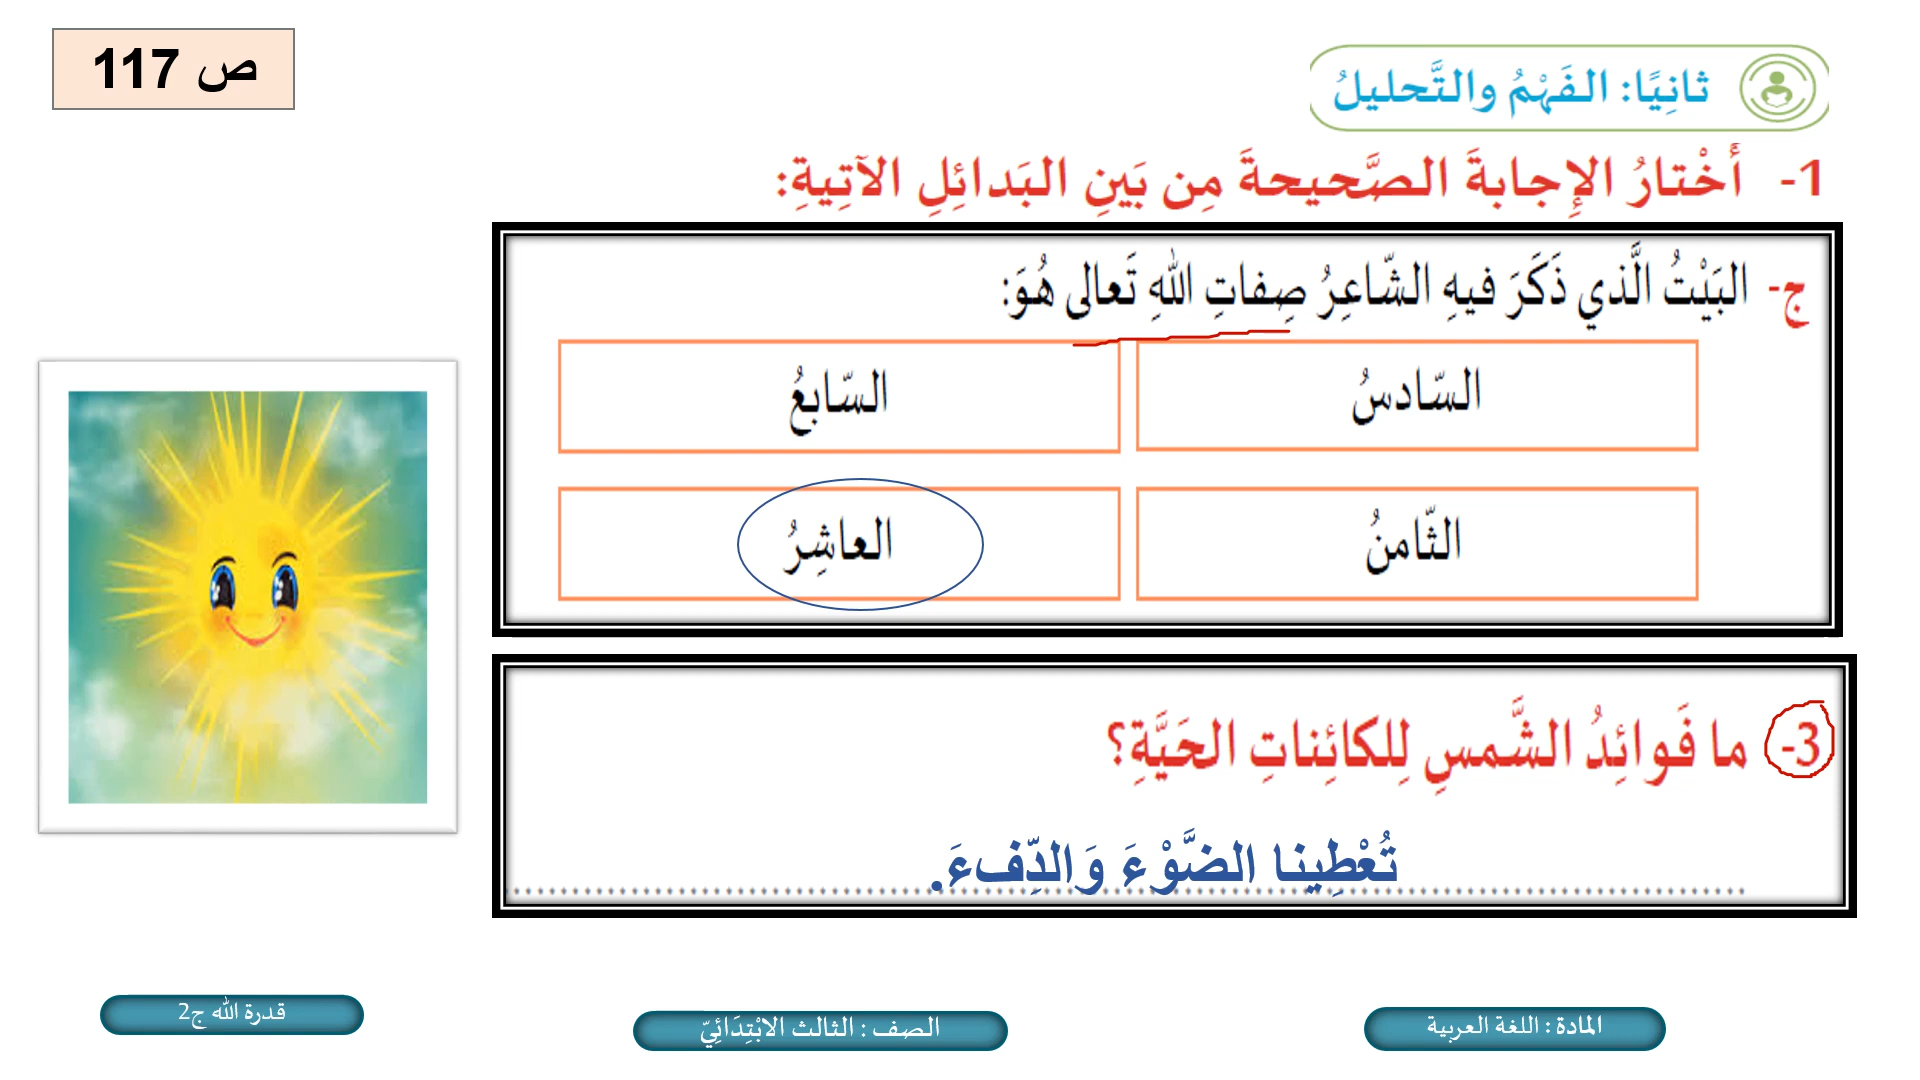 ص 117
ثانِيًا: الفَهْمُ والتَّحليلُ
1- أَخْتارُ الإِجابةَ الصَّحيحةَ مِن بَينِ البَدائِلِ الآتِيةِ:
ج- البَيْتُ الَّذي ذَكَرَ فيهِ الشّاعِرُ صِفاتِ اللهِ تَعالى هُوَ:
السّادسُ
السّابعُ
الثّامنُ
العاشِرُ
3- ما فَوائِدُ الشَّمسِ لِلكائِناتِ الحَيَّةِ؟
تُعْطِينا الضَّوْءَ وَالدِّفءَ.
المادة : اللغة العربية
الصف : الثالث الابْتِدَائِيّ
قدرة الله ج2